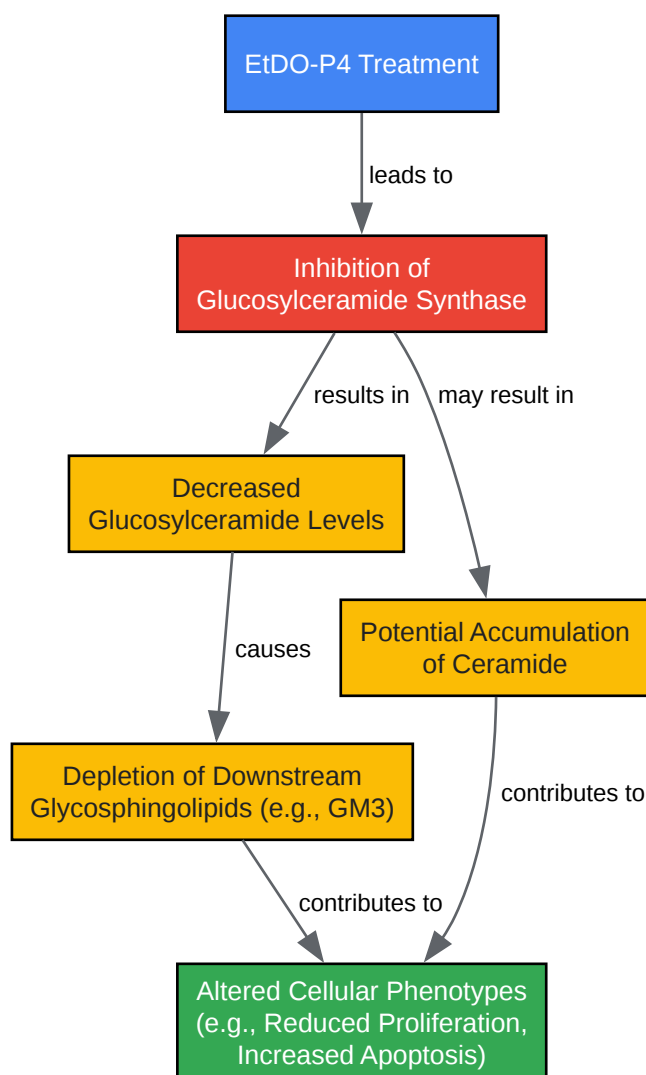 EtDO-P4 Treatment
leads to
Inhibition of
Glucosylceramide Synthase
results in
may result in
Decreased
Glucosylceramide Levels
Potential Accumulation
of Ceramide
causes
Depletion of Downstream
Glycosphingolipids (e.g., GM3)
contributes to
contributes to
Altered Cellular Phenotypes
(e.g., Reduced Proliferation,
Increased Apoptosis)